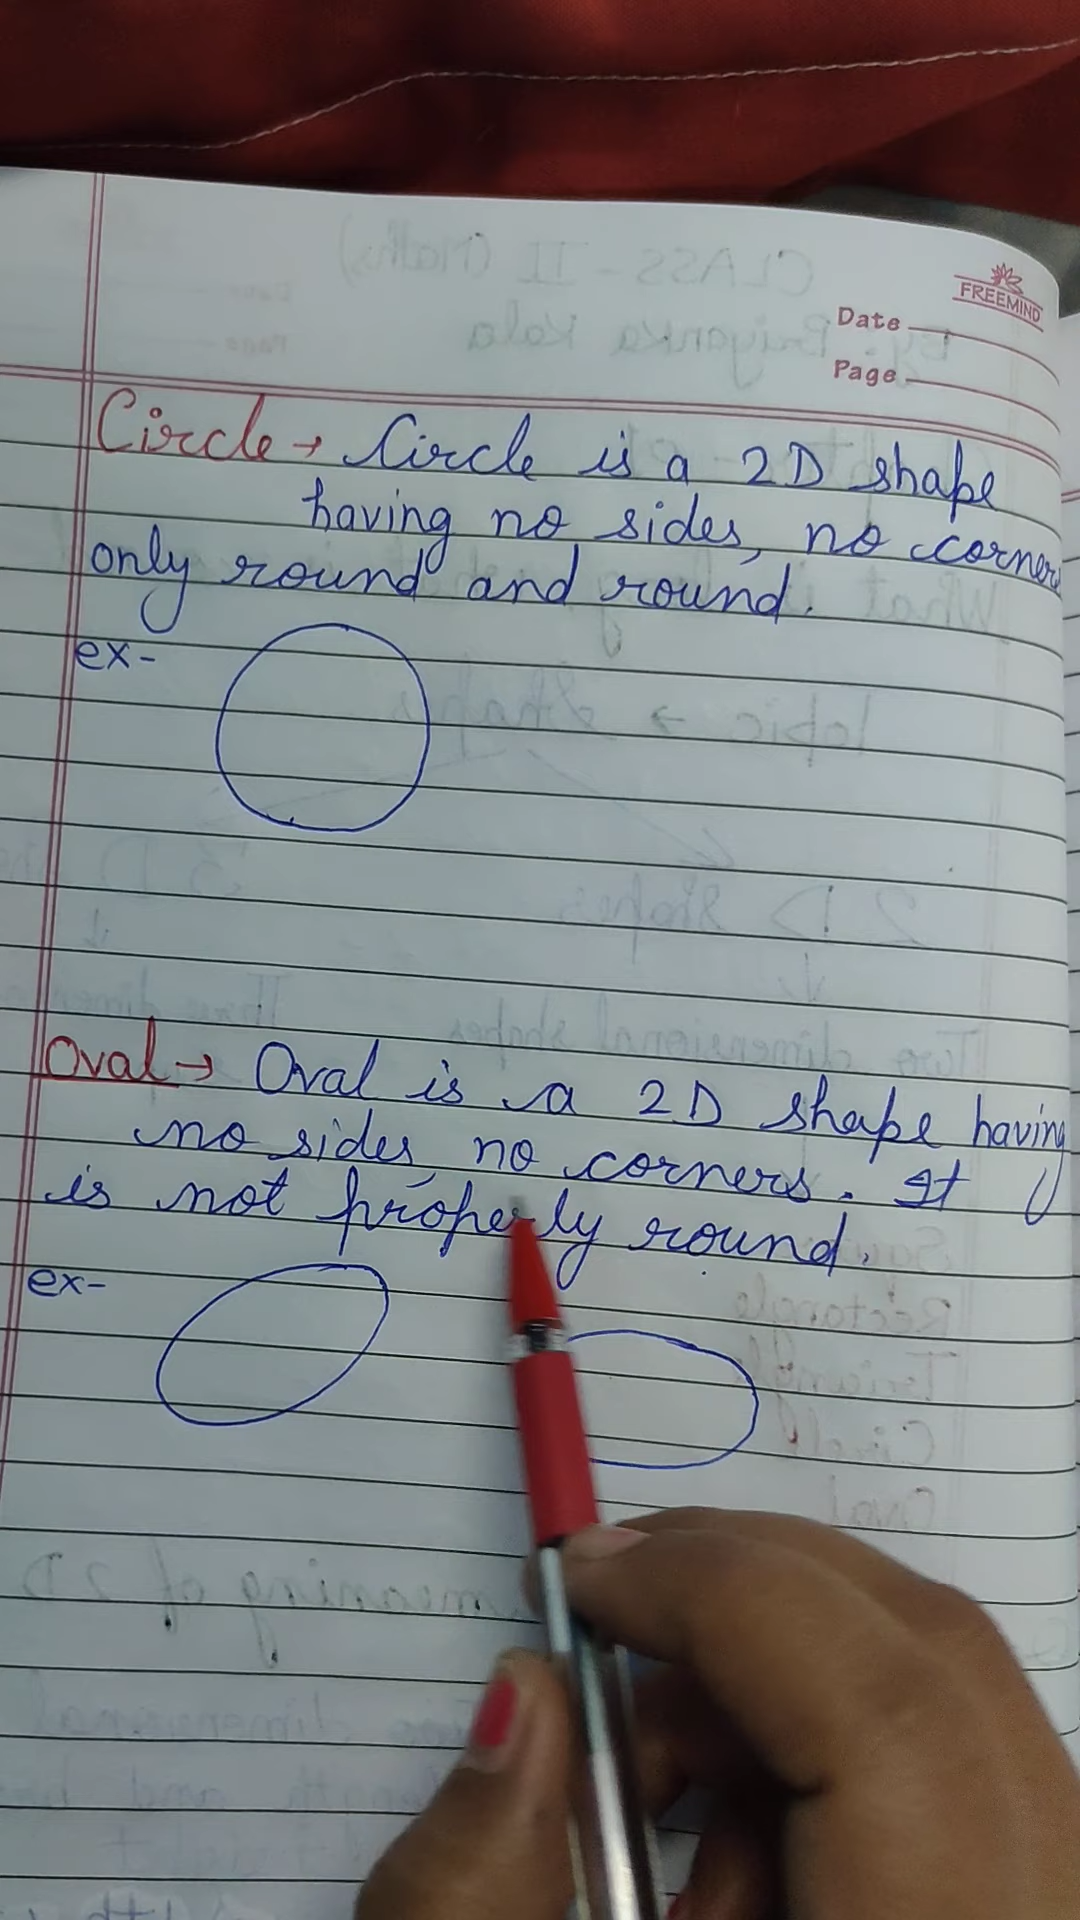 FREEMIND
Date
Page
Circle → Circle is a 2D shape
having no sides, no corners
only round and round.
ex-
Oval → Oval is a 2D shape having
no sides, no corners. It
is not properly round.
ex-